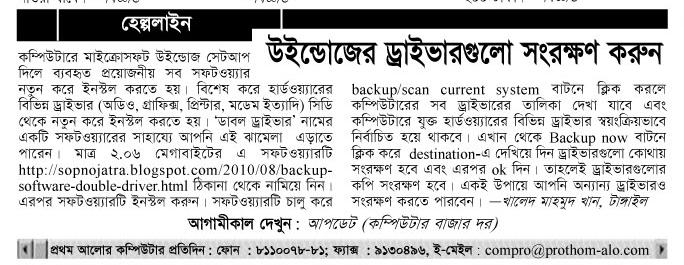 হেল্পলাইন
উইন্ডোজের ড্রাইভারগুলো সংরক্ষণ করুন
কম্পিউটারে মাইক্রোসফট উইন্ডোজ সেটআপ
দিলে ব্যবহৃত প্রয়োজনীয় সব সফটওয়্যার
নতুন করে ইনস্টল করতে হয়। বিশেষ করে হার্ডওয়্যারের
বিভিন্ন ড্রাইভার (অডিও, গ্রাফিক্স, প্রিন্টার, মডেম ইত্যাদি) সিডি
থেকে নতুন করে ইনস্টল করতে হয়। 'ডাবল ড্রাইভার' নামের
একটি সফটওয়্যারের সাহায্যে আপনি এই ঝামেলা এড়াতে
পারেন। মাত্র ২.০৬ মেগাবাইটের এ সফটওয়্যারটি
http://sopnojatra.blogspot.com/2010/08/backup-
software-double-driver.html ঠিকানা থেকে নামিয়ে নিন।
এরপর সফটওয়্যারটি ইনস্টল করুন। সফটওয়্যারটি চালু করে
backup/scan current system বাটনে ক্লিক করলে
কম্পিউটারের সব ড্রাইভারের তালিকা দেখা যাবে এবং
কম্পিউটারে যুক্ত হার্ডওয়্যারের বিভিন্ন ড্রাইভার স্বয়ংক্রিয়ভাবে
নির্বাচিত হয়ে থাকবে। এখান থেকে Backup now বাটনে
ক্লিক করে destination-এ দেখিয়ে দিন ড্রাইভারগুলো কোথায়
সংরক্ষণ হবে এবং এরপর ok দিন। তাহলেই ড্রাইভারগুলোর
কপি সংরক্ষণ হবে। একই উপায়ে আপনি অন্যান্য ড্রাইভারও
সংরক্ষণ করতে পারবেন। —খালেদ মাহমুদ খান, টাঙ্গাইল
আগামীকাল দেখুন : আপডেট (কম্পিউটার বাজার দর)
প্রথম আলোর কম্পিউটার প্রতিদিন : ফোন : ৮১১০০৭৮-৮১; ফ্যাক্স : ৯১৩০৪৯৬, ই-মেইল : compro@prothom-alo.com